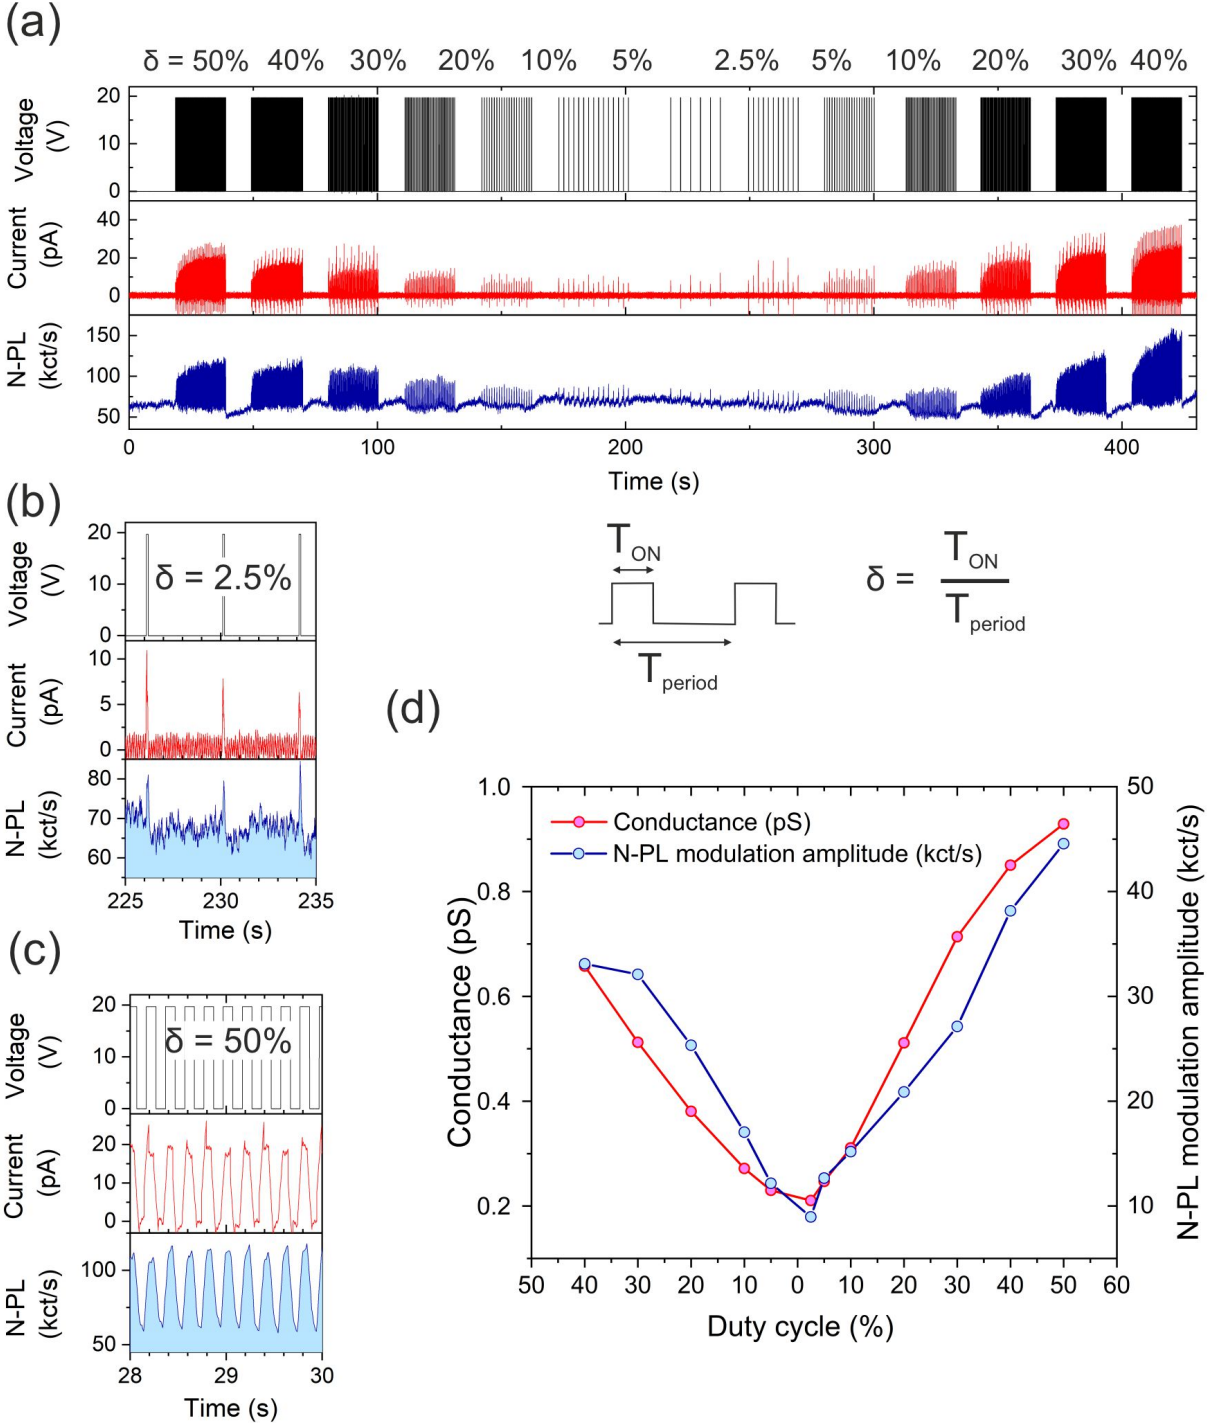 (a)
δ = 50% 40% 30% 20% 10% 5% 2.5% 5% 10% 20% 30% 40%
Voltage (V)
20
10
0
Current (pA)
40
20
0
N-PL (kct/s)
150
100
50
0 100 200 300 400
Time (s)
(b)
Voltage (V)
20
10
0
δ = 2.5%
Current (pA)
10
5
0
N-PL (kct/s)
80
70
60
225 230 235
Time (s)
T ON
T period
δ = T ON / T period
(c)
Voltage (V)
20
10
0
δ = 50%
Current (pA)
20
10
0
N-PL (kct/s)
100
50
28 29 30
Time (s)
(d)
Conductance (pS)
N-PL modulation amplitude (kct/s)
Conductance (pS)
1.0
0.8
0.6
0.4
0.2
N-PL modulation amplitude (kct/s)
50
40
30
20
10
50 40 30 20 10 0 10 20 30 40 50 60
Duty cycle (%)